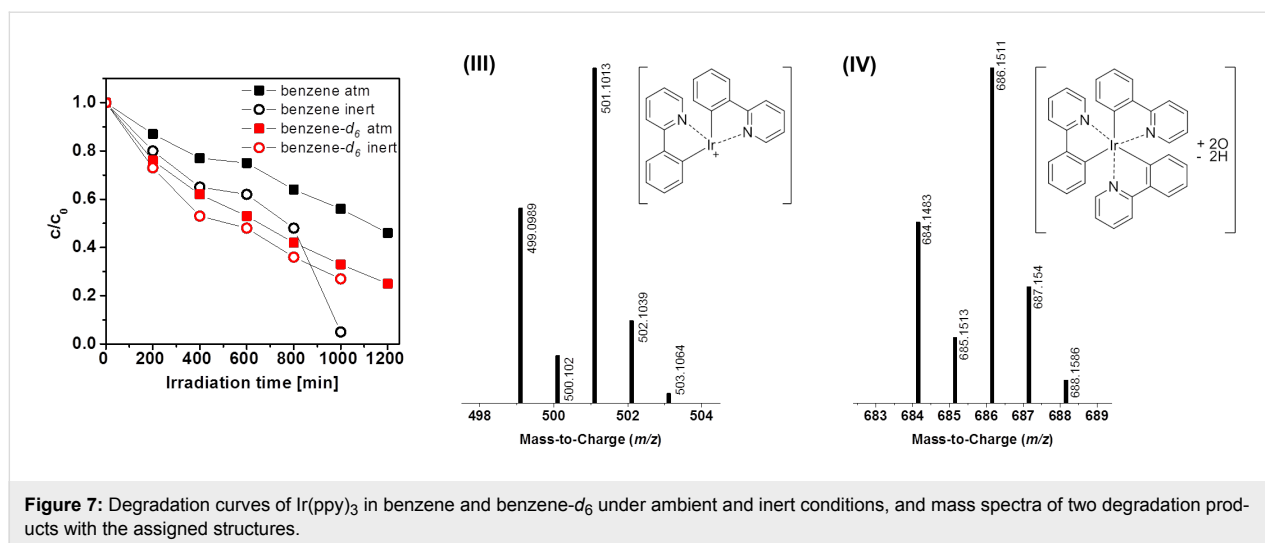 benzene atm
benzene inert
benzene-d6 atm
benzene-d6 inert
1.0
0.8
0.6
0.4
0.2
0.0
c/c0
0 200 400 600 800 1000 1200
Irradiation time [min]
(III)
499.0989
500.102
501.1013
502.1039
503.1064
N
N
Ir
+
498 500 502 504
Mass-to-Charge (m/z)
(IV)
684.1483
685.1513
686.1511
687.154
688.1586
N
N
Ir
N
+ 2O
- 2H
683 684 685 686 687 688 689
Mass-to-Charge (m/z)
Figure 7: Degradation curves of Ir(ppy)3 in benzene and benzene-d6 under ambient and inert conditions, and mass spectra of two degradation prod-
ucts with the assigned structures.